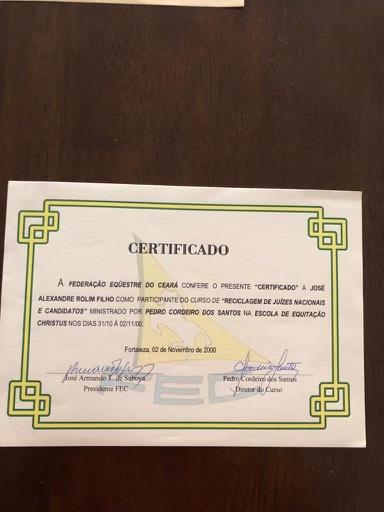 CERTIFICADO
A FEDERAÇÃO EQÜESTRE DO CEARÁ CONFERE O PRESENTE "CERTIFICADO" A JOSÉ
ALEXANDRE ROLIM FILHO COMO PARTICIPANTE DO CURSO DE "RECICLAGEM DE JUÍZES NACIONAIS
E CANDIDATOS" MINISTRADO POR PEDRO CORDEIRO DOS SANTOS NA ESCOLA DE EQUITAÇÃO
CHRISTUS NOS DIAS 31/10 À 02/11/00.
Fortaleza, 02 de Novembro de 2000
José Armando T. de Saboya
Presidente FEC
Pedro Cordeiro dos Santos
Diretor do Curso
FEC